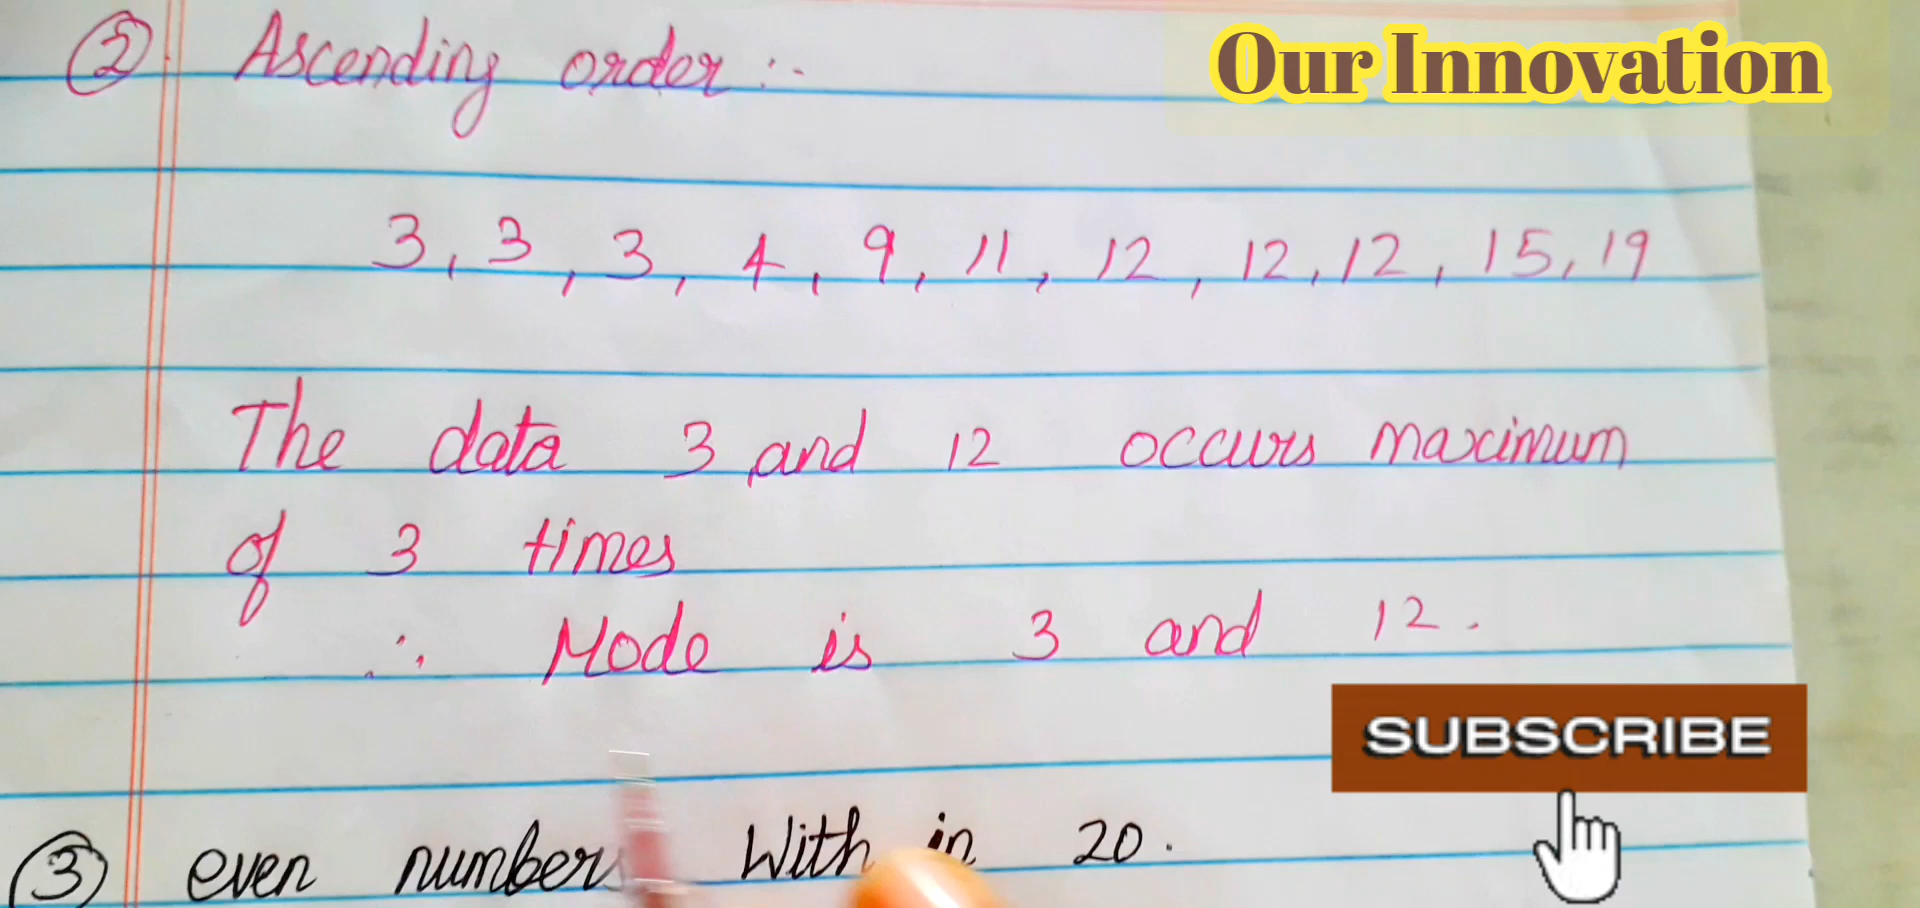 Our Innovation
② Ascending order :-
3, 3, 3, 4, 9, 11, 12, 12, 12, 15, 19
The data 3 and 12 occurs maximum
of 3 times
∴ Mode is 3 and 12.
SUBSCRIBE
③ even numbers With in 20.